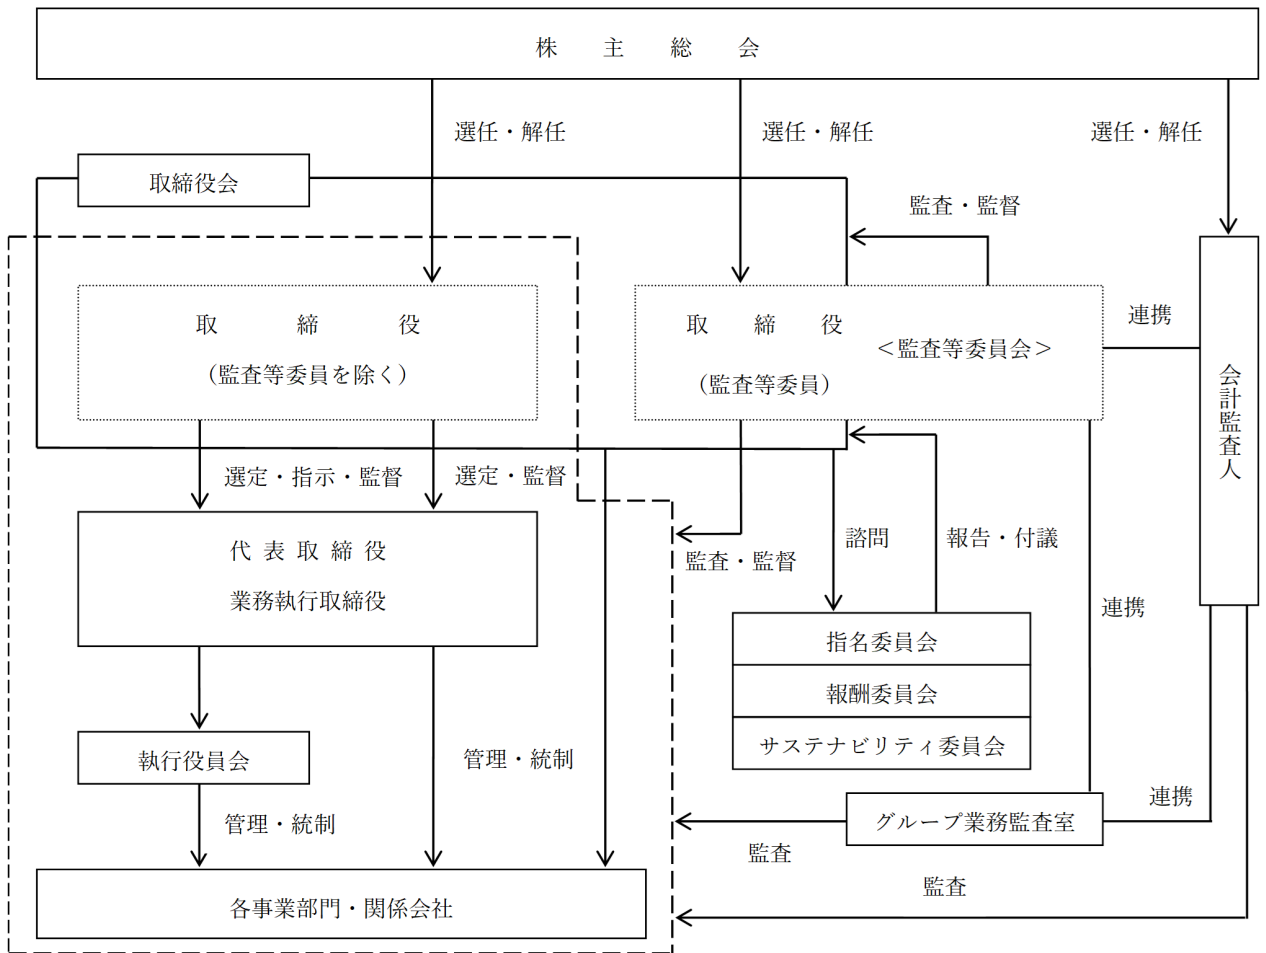 株主総会
選任・解任
選任・解任
選任・解任
取締役会
監査・監督
取締役
(監査等委員を除く)
取締役
<監査等委員会>
(監査等委員)
連携
会計監査人
選定・指示・監督
選定・監督
代表取締役
業務執行取締役
監査・監督
諮問
報告・付議
連携
指名委員会
報酬委員会
サステナビリティ委員会
執行役員会
管理・統制
管理・統制
グループ業務監査室
連携
監査
監査
各事業部門・関係会社